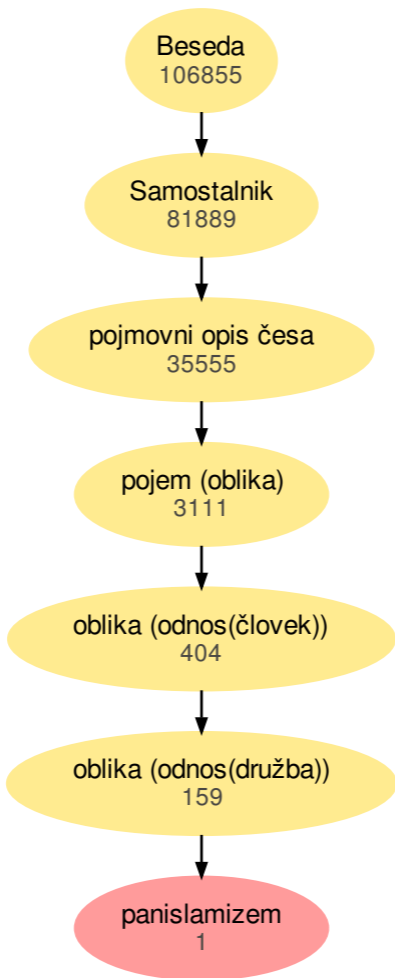 Beseda
106855
Samostalnik
81889
pojmovni opis česa
35555
pojem (oblika)
3111
oblika (odnos(človek))
404
oblika (odnos(družba))
159
panislamizem
1